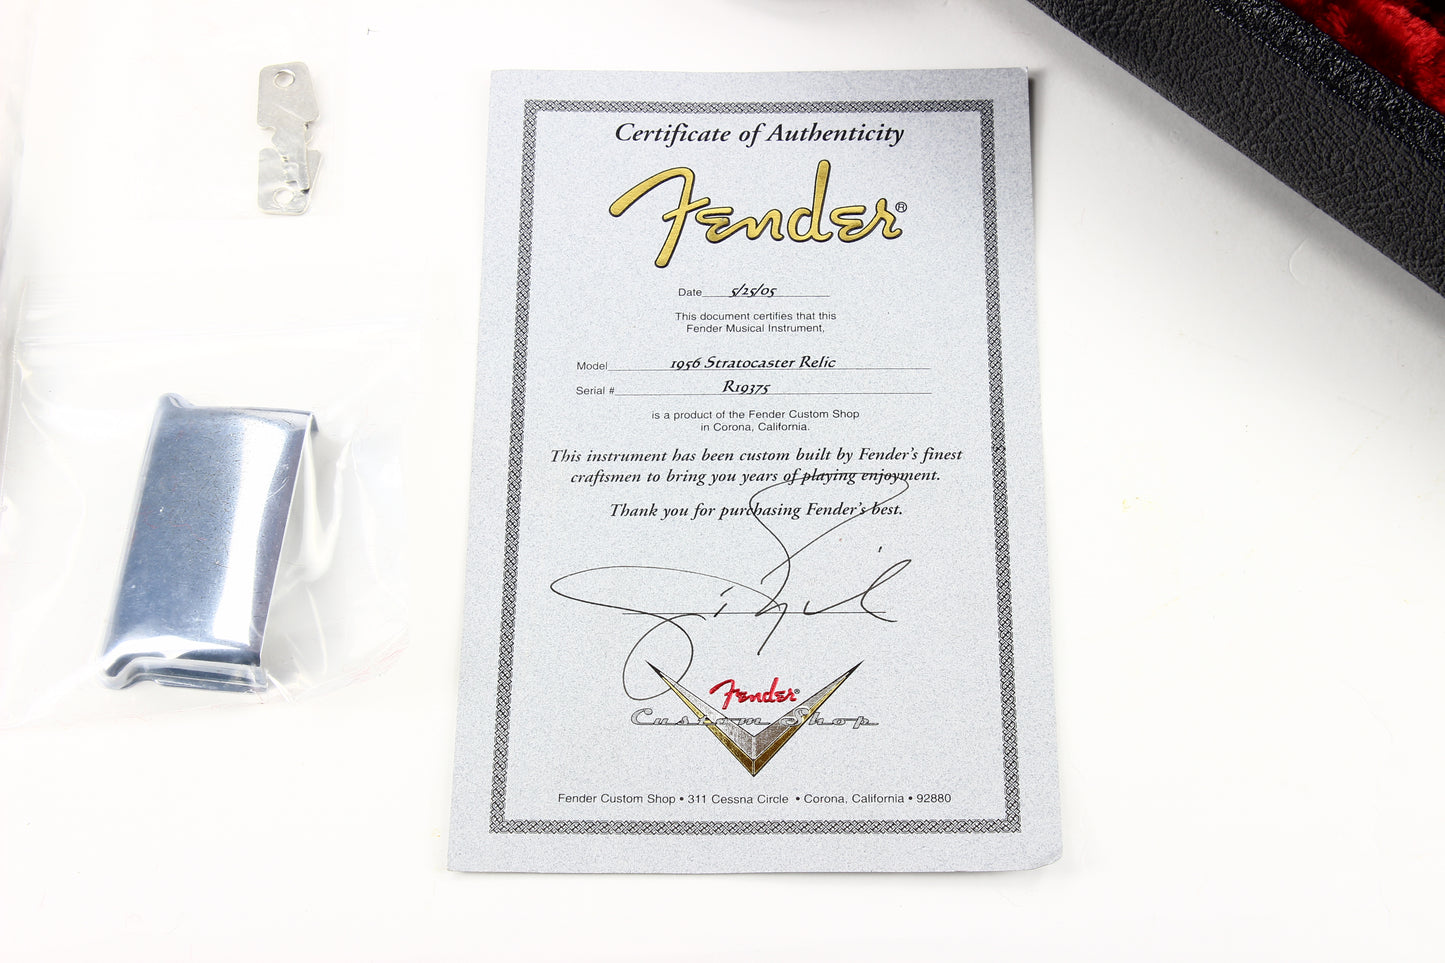 Certificate of Authenticity
Fender®
Date 5/25/05
This document certifies that this
Fender Musical Instrument,
Model 1956 Stratocaster Relic
Serial # R19375
is a product of the Fender Custom Shop
in Corona, California.
This instrument has been custom built by Fender's finest
craftsmen to bring you years of playing enjoyment.
Thank you for purchasing Fender's best.
Fender®
Custom Shop
Fender Custom Shop • 311 Cessna Circle • Corona, California • 92880